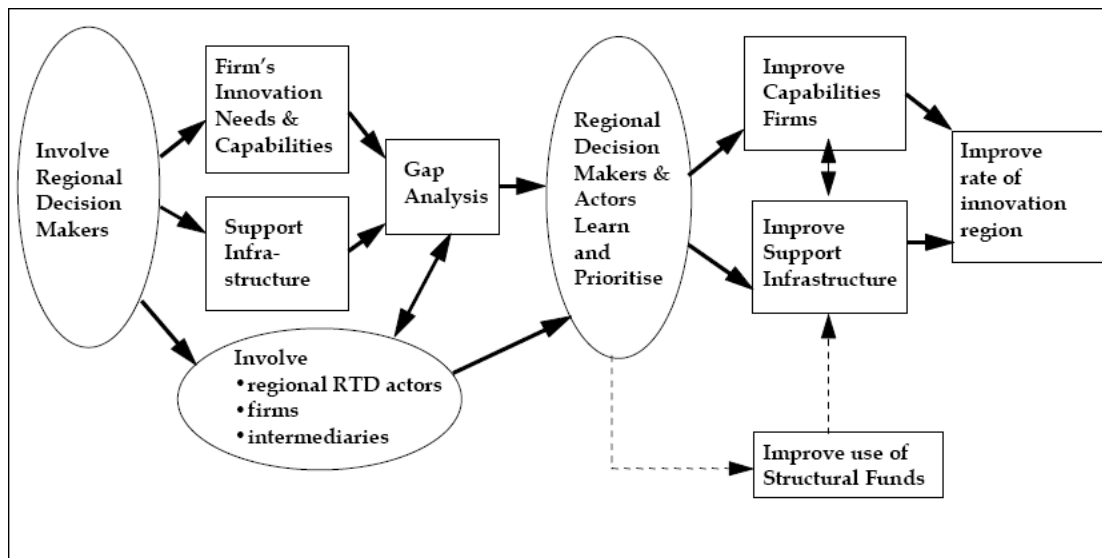 Involve
Regional
Decision
Makers
Firm's
Innovation
Needs &
Capabilities
Support
Infra-
structure
Gap
Analysis
Involve
•regional RTD actors
•firms
•intermediaries
Regional
Decision
Makers &
Actors
Learn
and
Prioritise
Improve
Capabilities
Firms
Improve
Support
Infrastructure
Improve
rate of
innovation
region
Improve use of
Structural Funds